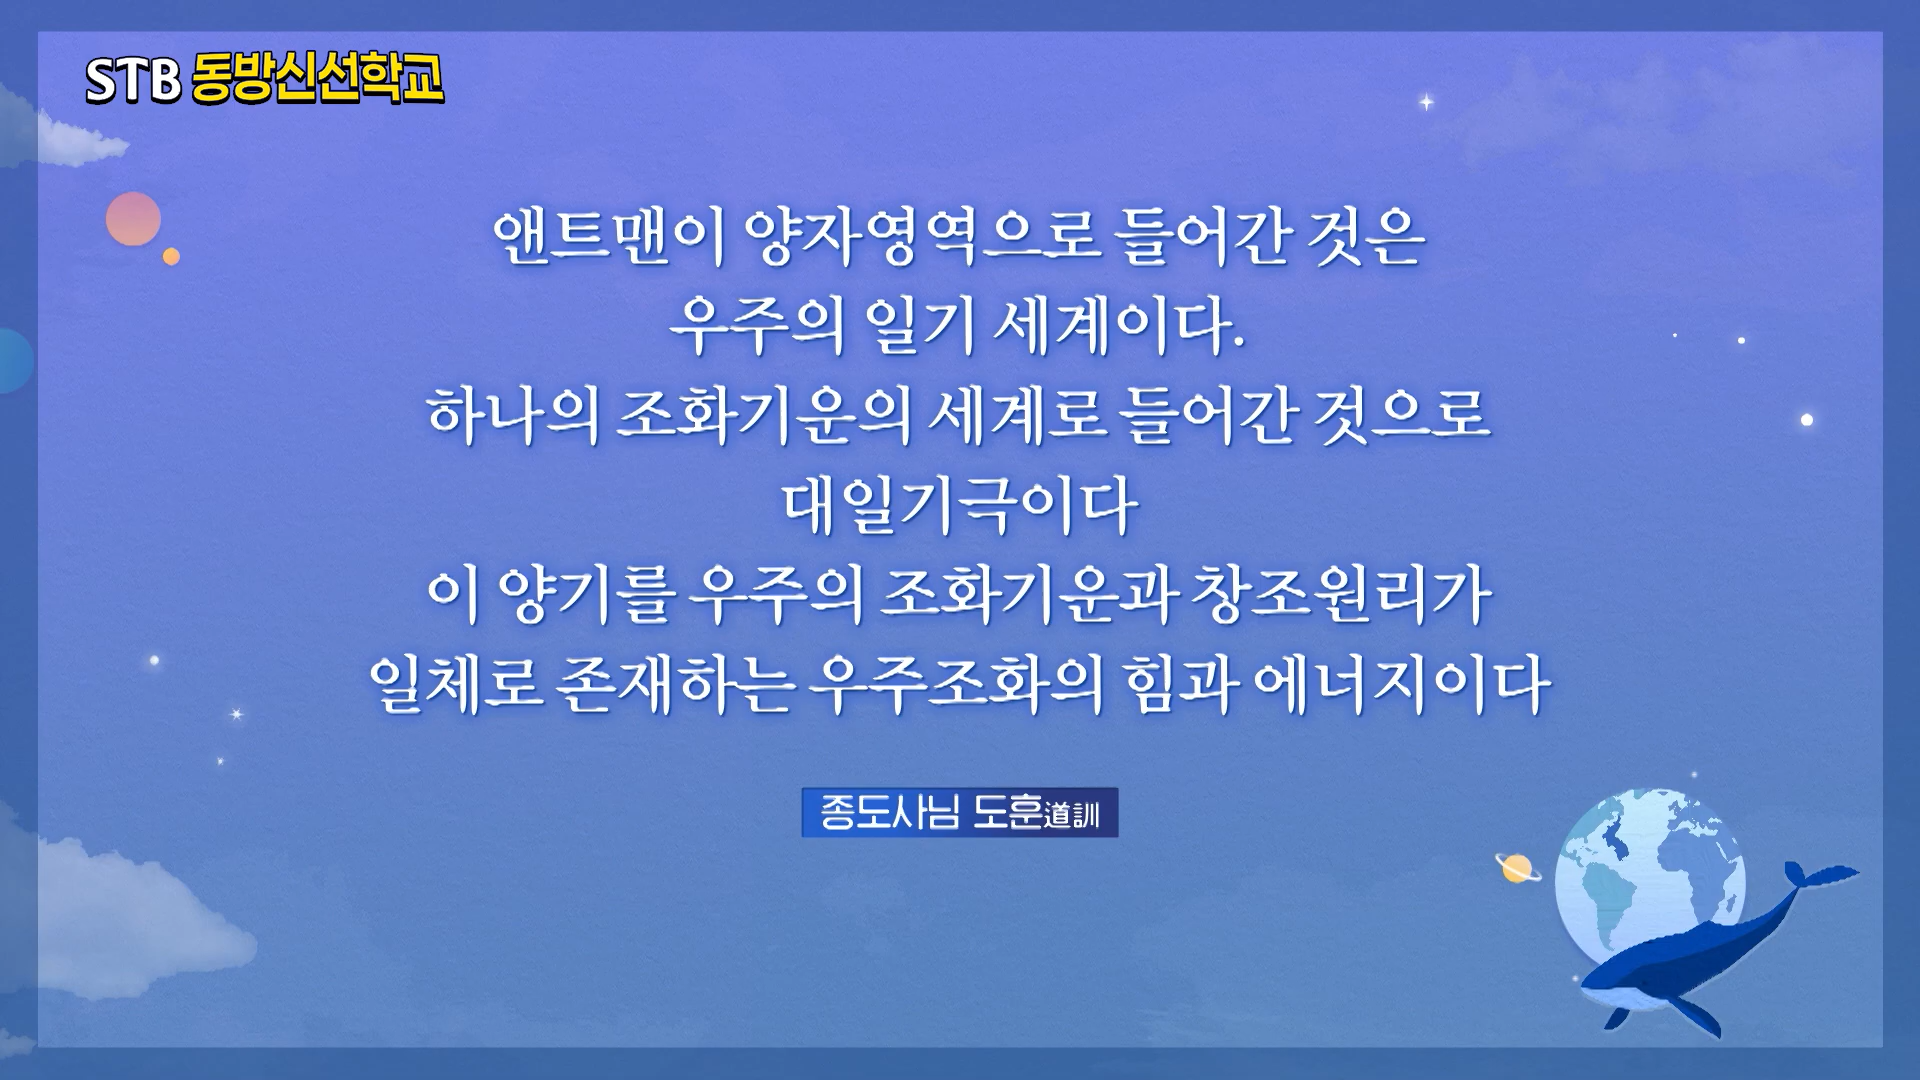 STB 동방신선학교
앤트맨이 양자영역으로 들어간 것은
우주의 일기 세계이다.
하나의 조화기운의 세계로 들어간 것으로
대일기극이다
이 양기를 우주의 조화기운과 창조원리가
일체로 존재하는 우주조화의 힘과 에너지이다
종도사님 도훈道訓